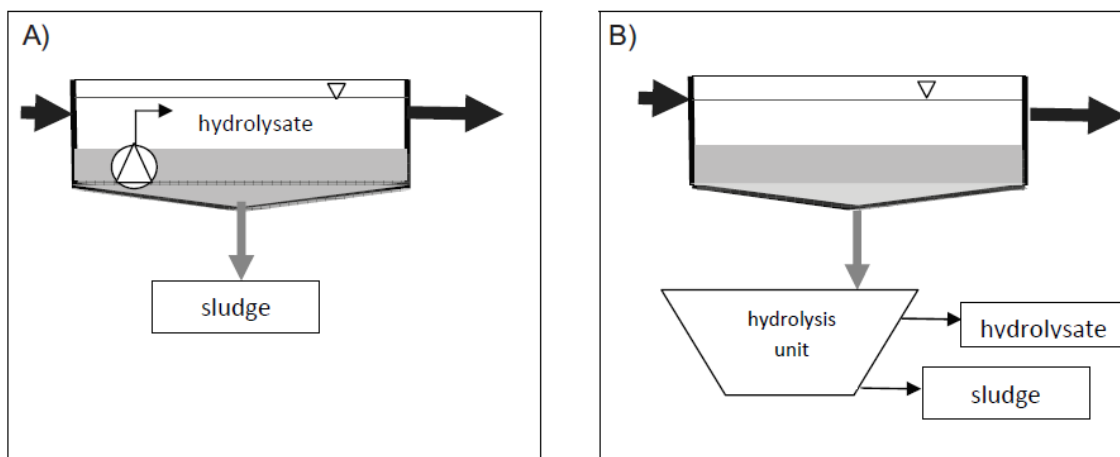 A)
hydrolysate
sludge
B)
hydrolysis
unit
hydrolysate
sludge